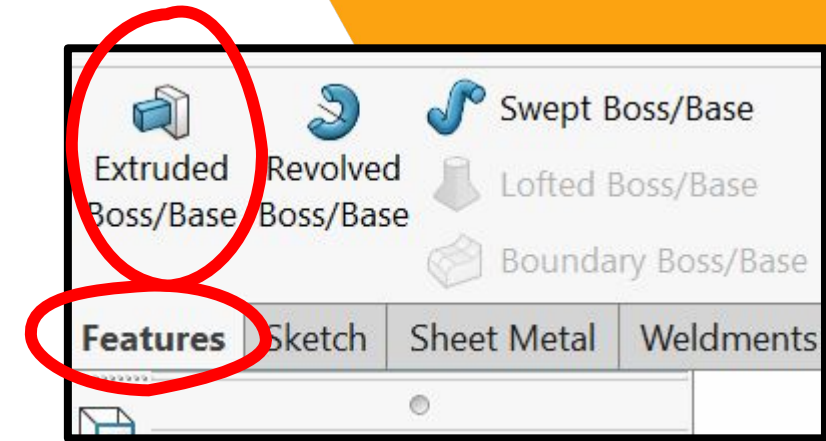 Extruded
Boss/Base
Revolved
Boss/Base
Swept Boss/Base
Lofted Boss/Base
Boundary Boss/Base
Features
Sketch
Sheet Metal
Weldments